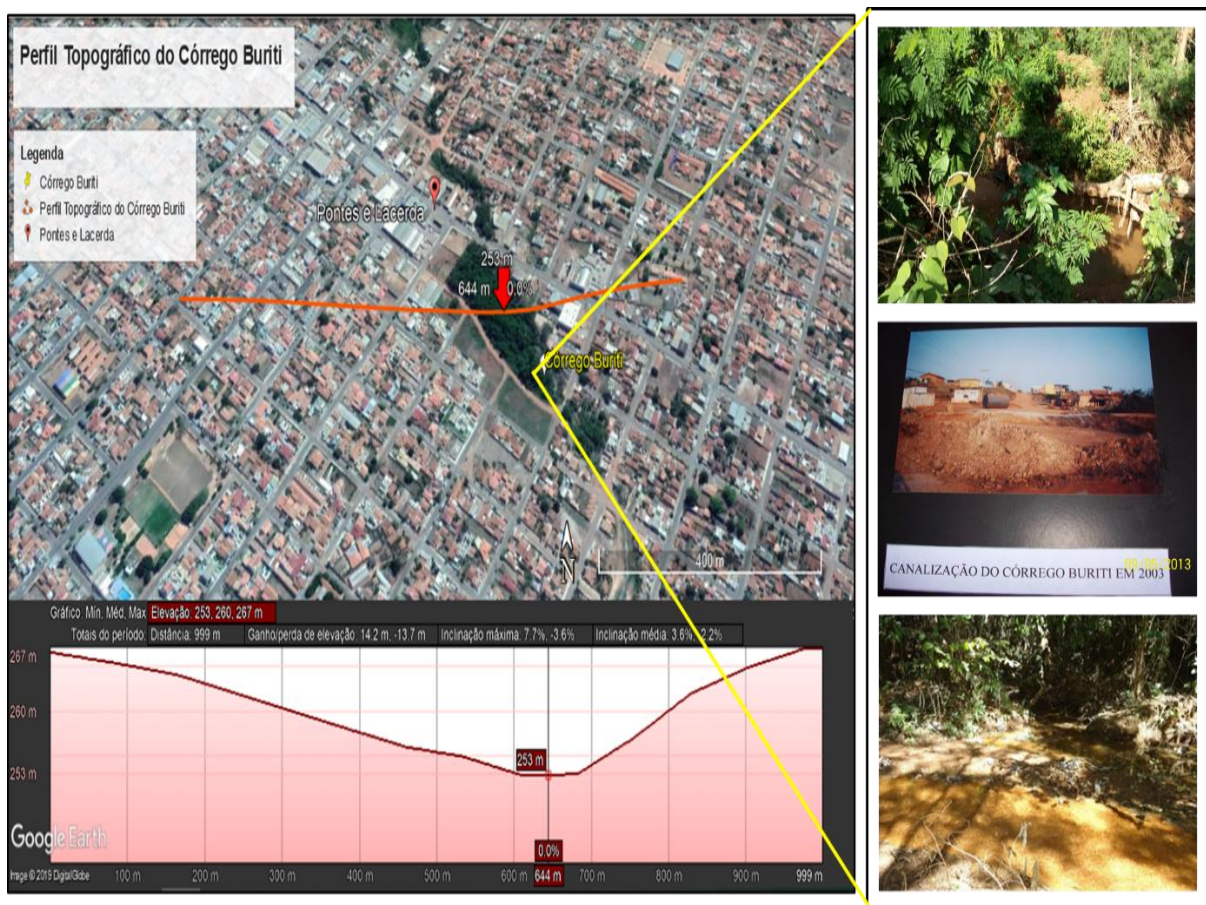 Perfil Topográfico do Córrego Buriti
Legenda
Córrego Buriti
Perfil Topográfico do Córrego Buriti
Pontes e Lacerda
Pontes e Lacerda
253 m
644 m 0.0%
Córrego Buriti
N
400 m
Gráfico: Mín, Méd, Max Elevação: 253, 260, 267 m
Totais do período: Distância: 999 m Ganho/perda de elevação: 14.2 m, -13.7 m Inclinação máxima: 7.7%, -3.6% Inclinação média: 3.6%, -2.2%
267 m
260 m
253 m
253 m
0.0%
Google Earth
Image © 2019 DigitalGlobe
100 m 200 m 300 m 400 m 500 m 600 m 644 m 700 m 800 m 900 m 999 m
CANALIZAÇÃO DO CÓRREGO BURITI EM 2003
2013